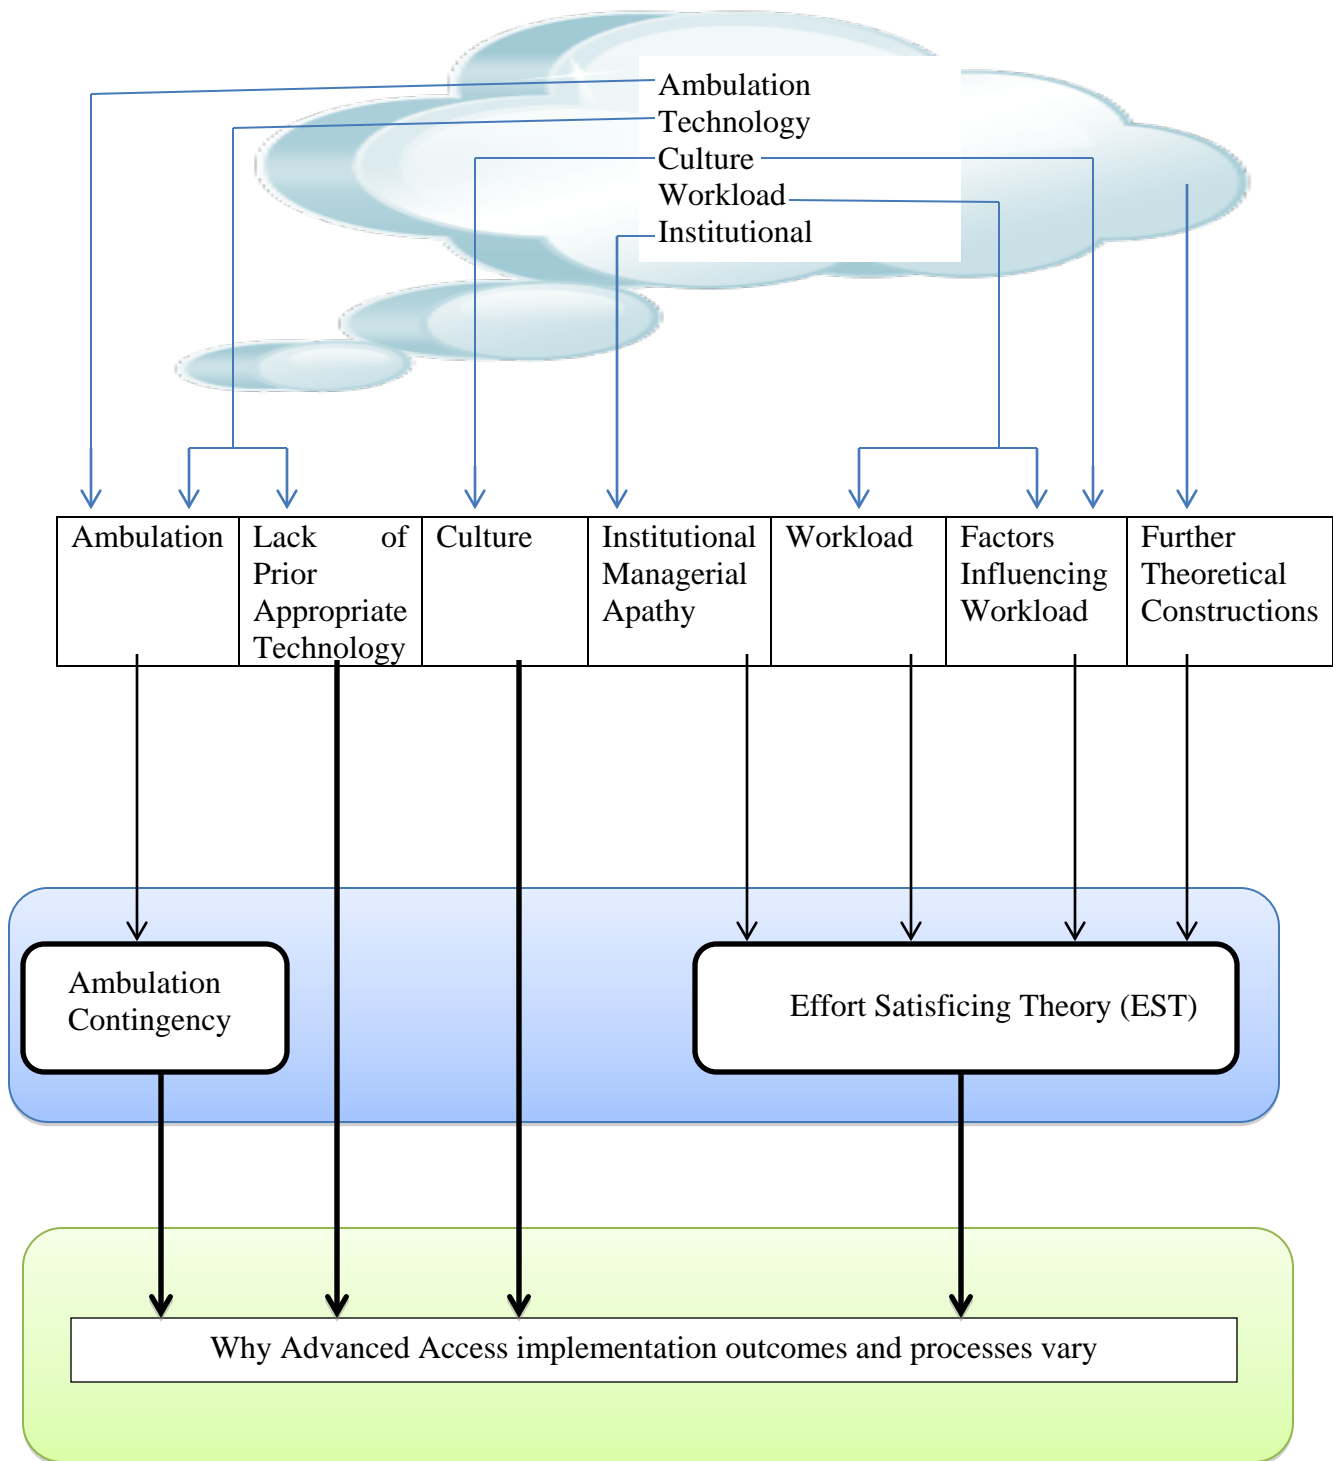 Ambulation
Technology
Culture
Workload
Institutional
Ambulation
Lack of
Prior
Appropriate
Technology
Culture
Institutional
Managerial
Apathy
Workload
Factors
Influencing
Workload
Further
Theoretical
Constructions
Ambulation
Contingency
Effort Satisficing Theory (EST)
Why Advanced Access implementation outcomes and processes vary